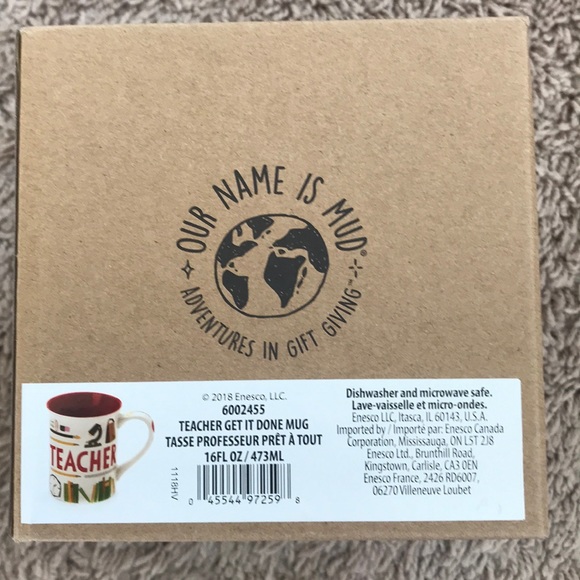 OUR NAME IS MUD®
ADVENTURES IN GIFT GIVING™
© 2018 Enesco, LLC.
6002455
TEACHER GET IT DONE MUG
TASSE PROFESSEUR PRÊT À TOUT
16FL OZ / 473ML
1118HV
0 45544 97259 8
TEACHER
Dishwasher and microwave safe.
Lave-vaisselle et micro-ondes.
Enesco LLC, Itasca, IL 60143, U.S.A.
Imported by / Importé par: Enesco Canada
Corporation, Mississauga, ON L5T 2J8
Enesco Ltd., Brunthill Road,
Kingstown, Carlisle, CA3 0EN
Enesco France, 2426 RD6007,
06270 Villeneuve Loubet